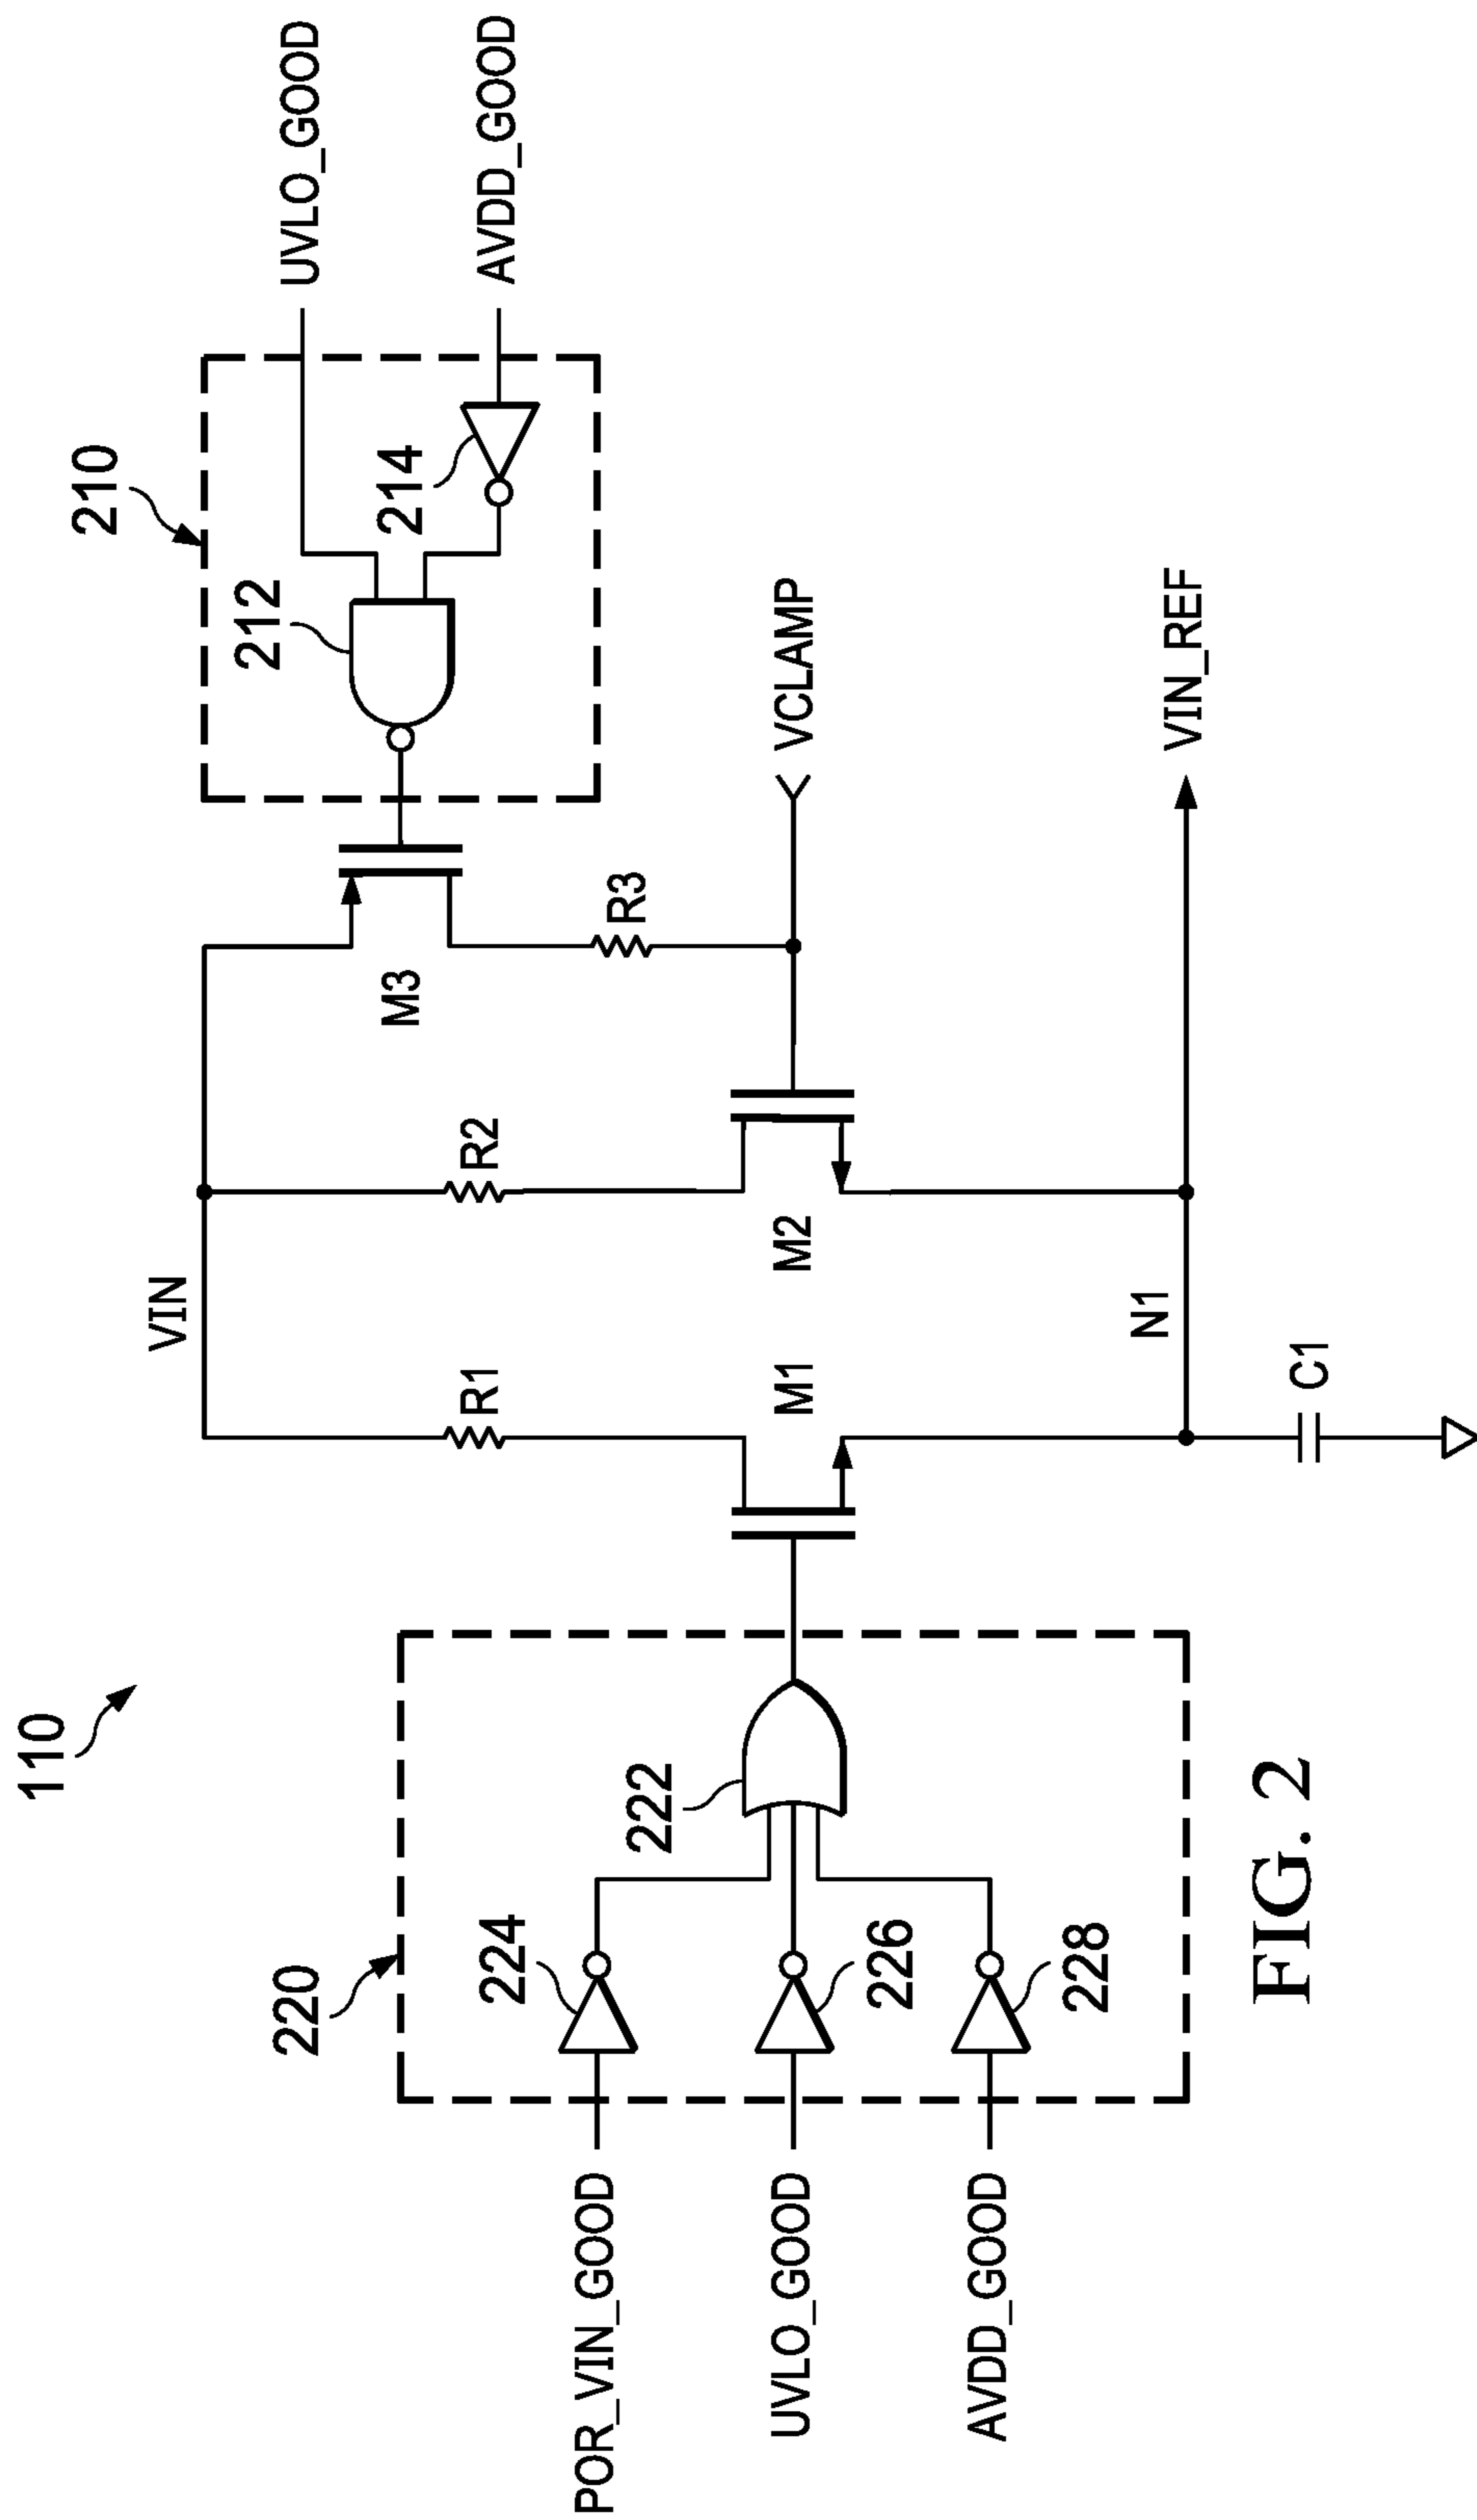 110
220
POR_VIN_GOOD
UVLO_GOOD
AVDD_GOOD
224
226
228
222
VIN
R1
M1
N1
C1
R2
M2
M3
R3
VCLAMP
VIN_REF
210
212
214
UVLO_GOOD
AVDD_GOOD
FIG. 2